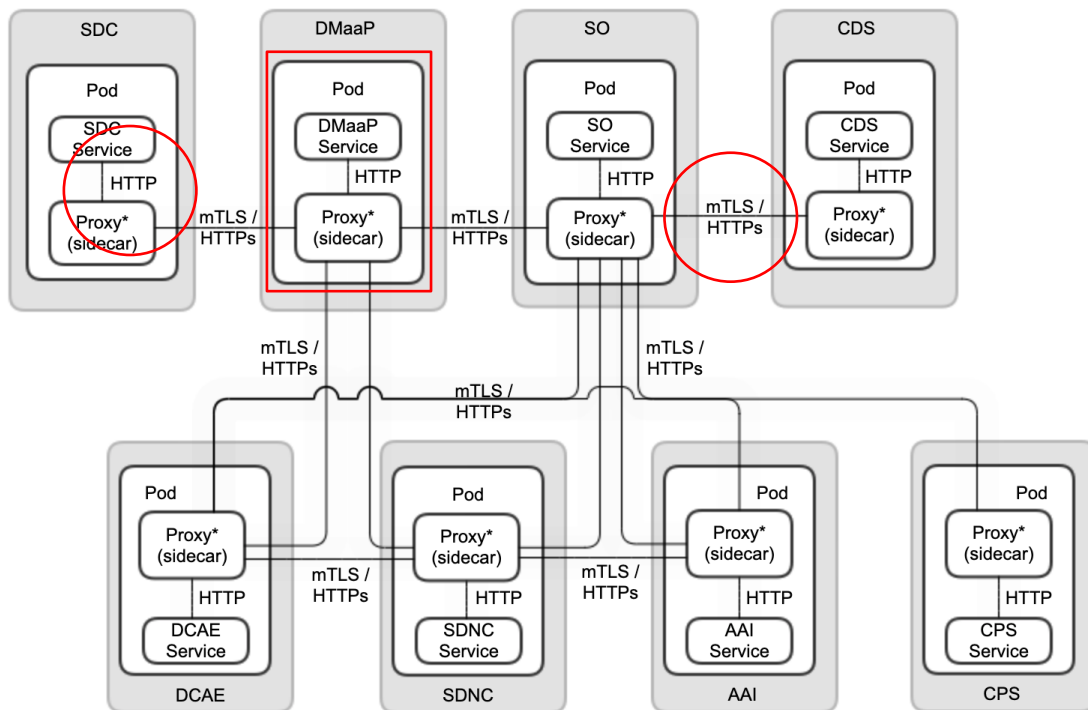 SDC
DMaaP
SO
CDS
Pod
Pod
Pod
Pod
SDC
Service
DMaaP
Service
SO
Service
CDS
Service
HTTP
HTTP
HTTP
HTTP
Proxy*
(sidecar)
mTLS /
HTTPs
Proxy*
(sidecar)
mTLS /
HTTPs
Proxy*
(sidecar)
mTLS /
HTTPs
Proxy*
(sidecar)
mTLS /
HTTPs
mTLS /
HTTPs
mTLS /
HTTPs
Pod
Pod
Pod
Pod
Proxy*
(sidecar)
Proxy*
(sidecar)
Proxy*
(sidecar)
Proxy*
(sidecar)
mTLS /
HTTPs
mTLS /
HTTPs
HTTP
HTTP
HTTP
HTTP
DCAE
Service
SDNC
Service
AAI
Service
CPS
Service
DCAE
SDNC
AAI
CPS